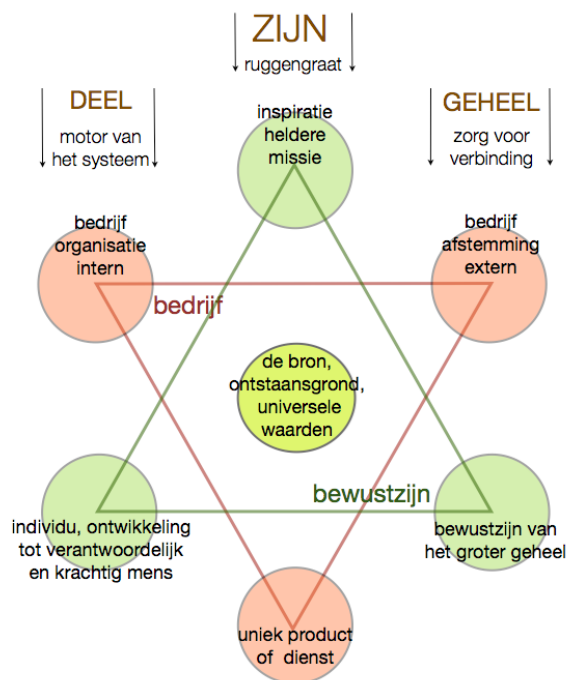 ZIJN
ruggengraat
DEEL
motor van
het systeem
GEHEEL
zorg voor
verbinding
inspiratie
heldere
missie
bedrijf
organisatie
intern
bedrijf
afstemming
extern
bedrijf
de bron,
ontstaansgrond,
universele
waarden
bewustzijn
individu, ontwikkeling
tot verantwoordelijk
en krachtig mens
bewustzijn van
het groter geheel
uniek product
of dienst